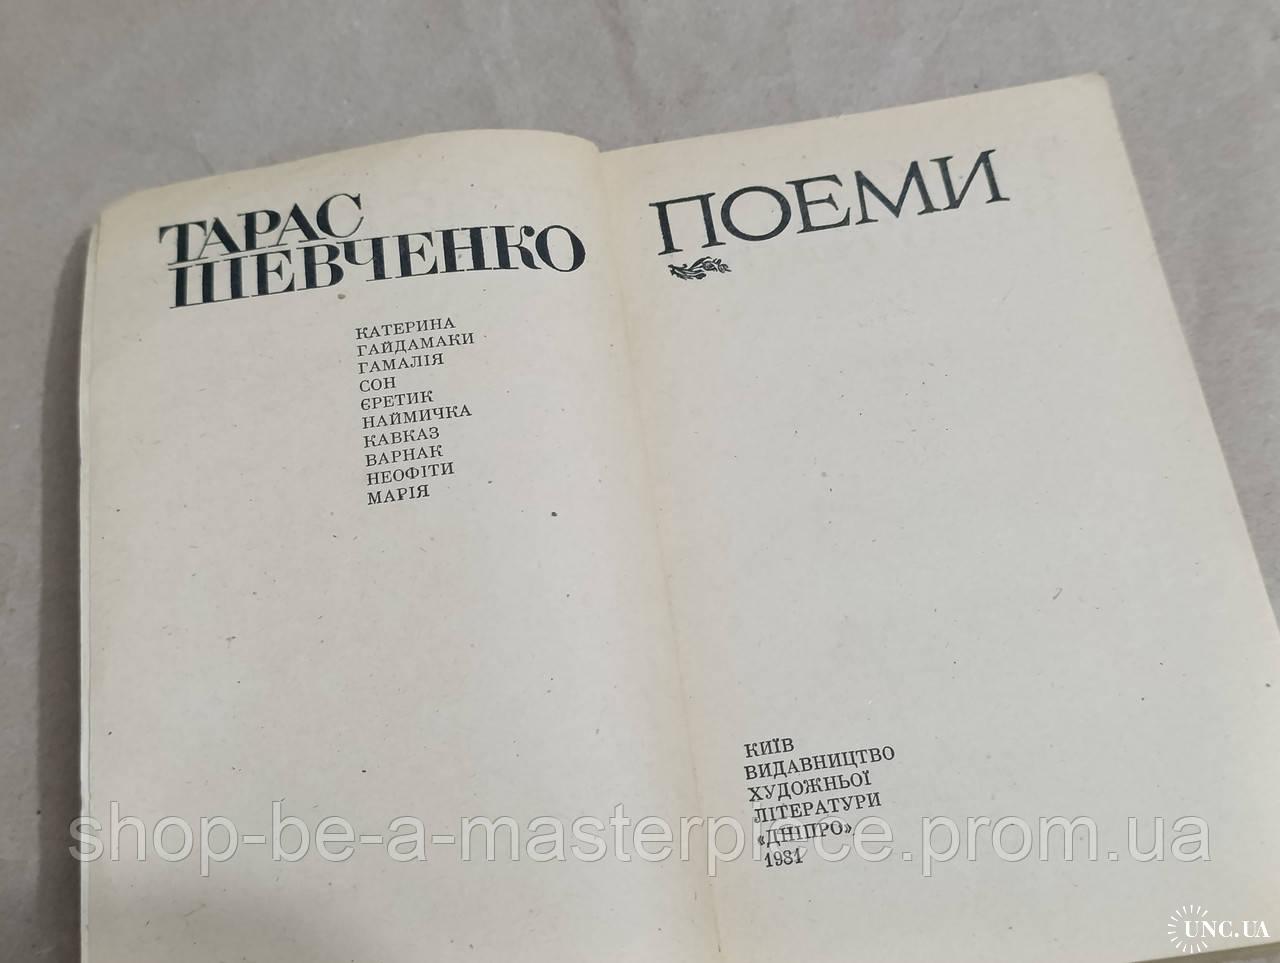 ТАРАС
ШЕВЧЕНКО
КАТЕРИНА
ГАЙДАМАКИ
ГАМАЛІЯ
СОН
ЄРЕТИК
НАЙМИЧКА
КАВКАЗ
ВАРНАК
НЕОФІТИ
МАРІЯ
ПОЕМИ
КИЇВ
ВИДАВНИЦТВО
ХУДОЖНЬОЇ
ЛІТЕРАТУРИ
«ДНІПРО»
1981
shop-be-a-masterpiece.prom.ua
UNC.UA